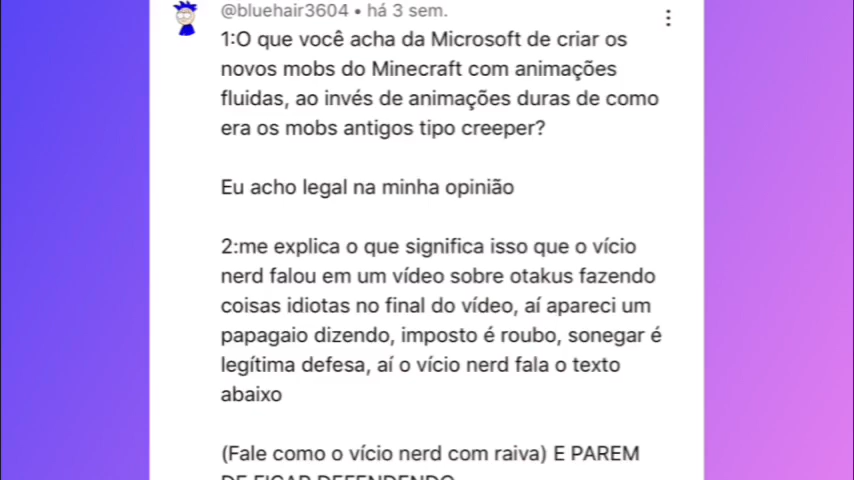 @bluehair3604 • há 3 sem.
1:O que você acha da Microsoft de criar os
novos mobs do Minecraft com animações
fluidas, ao invés de animações duras de como
era os mobs antigos tipo creeper?
Eu acho legal na minha opinião
2:me explica o que significa isso que o vício
nerd falou em um vídeo sobre otakus fazendo
coisas idiotas no final do vídeo, aí apareci um
papagaio dizendo, imposto é roubo, sonegar é
legítima defesa, aí o vício nerd fala o texto
abaixo
(Fale como o vício nerd com raiva) E PAREM
DE FICAR DEFENDENDO